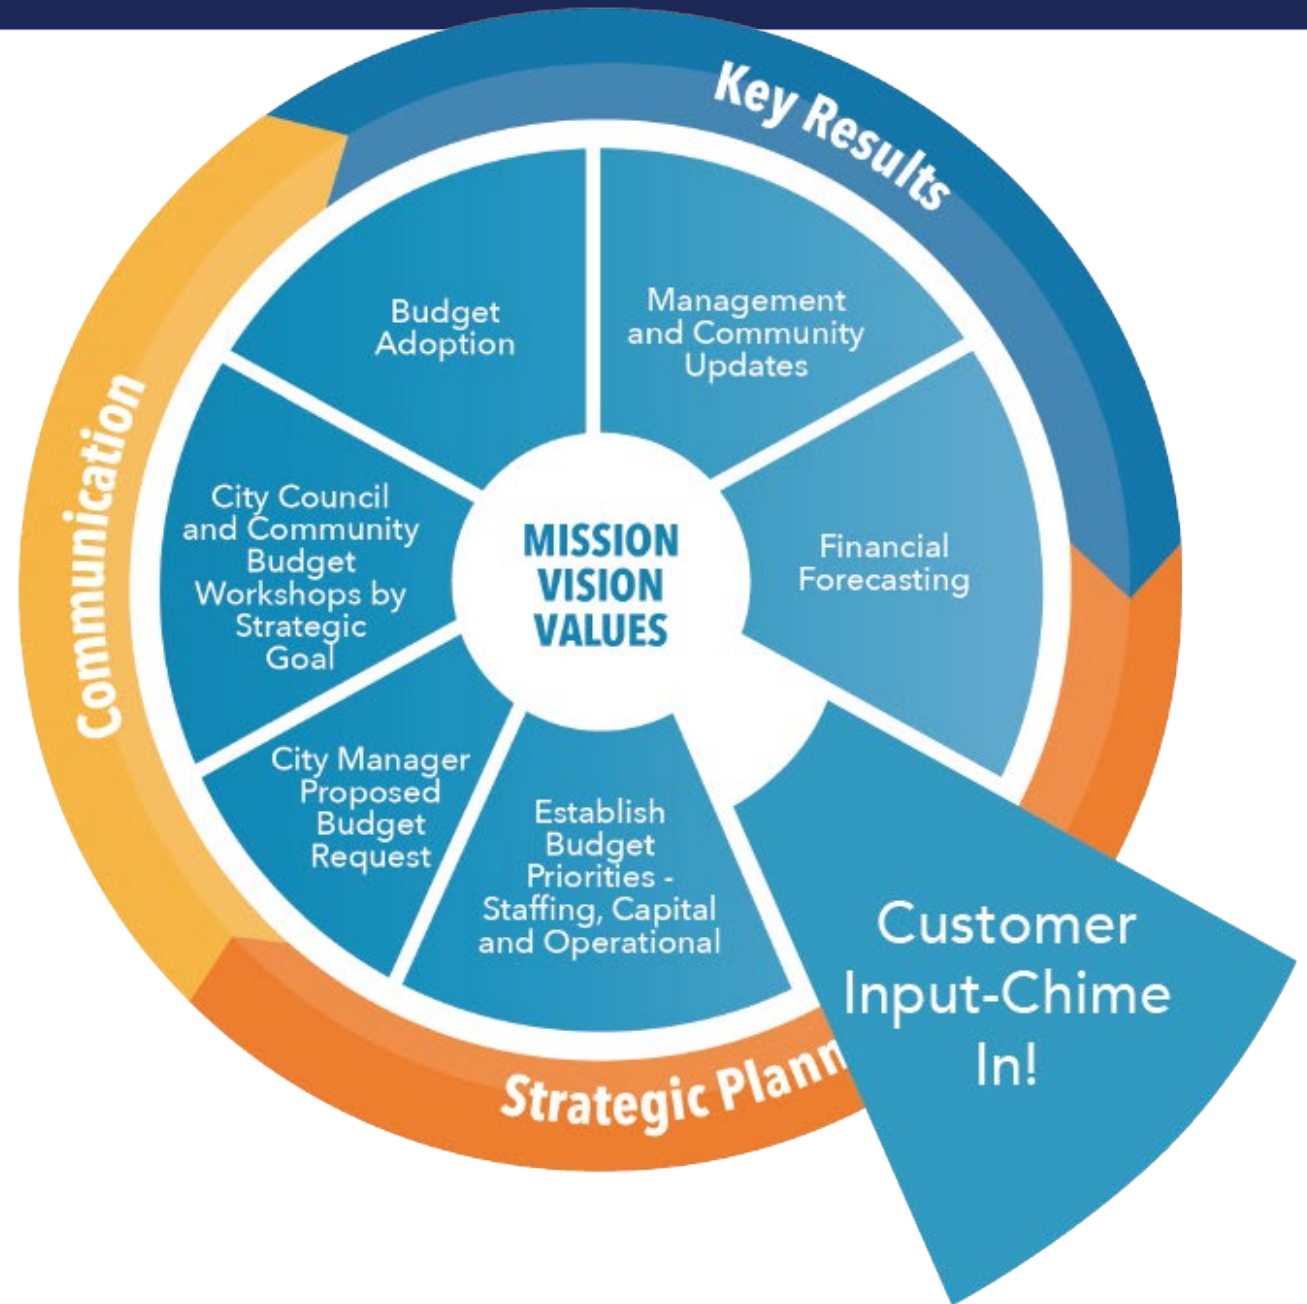 Key Results
Management
and Community
Updates
Financial
Forecasting
Customer
Input-Chime
In!
Establish
Budget
Priorities -
Staffing, Capital
and Operational
City Manager
Proposed
Budget
Request
City Council
and Community
Budget
Workshops by
Strategic
Goal
Budget
Adoption
MISSION
VISION
VALUES
Communication
Strategic Plann